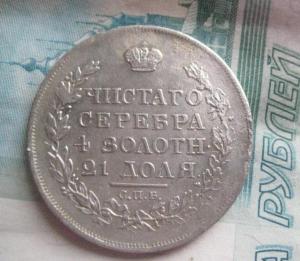 ЧИСТАГО
СЕРЕБРА
4 ЗОЛОТН.
21 ДОЛЯ.
С.П.Б.
РУБЛЕЙ